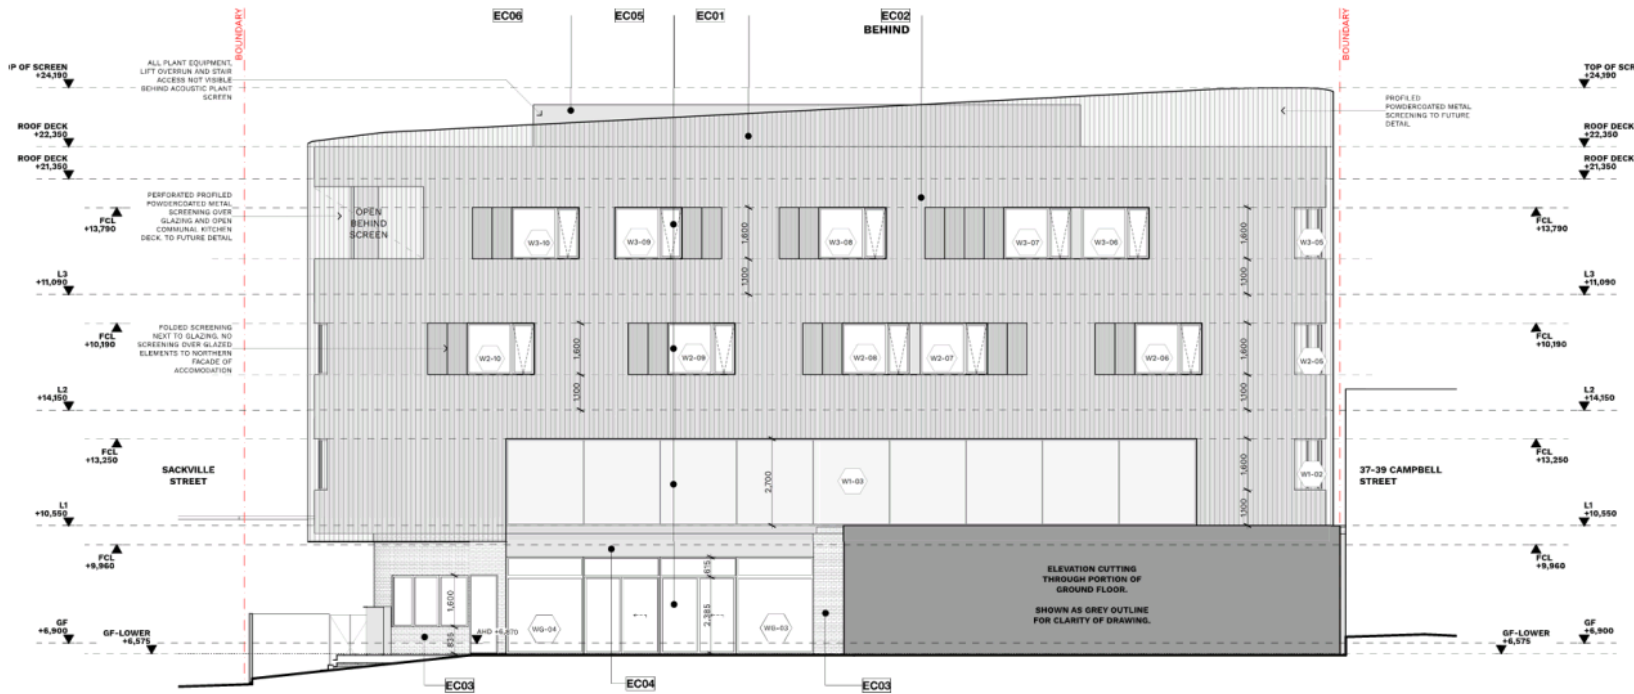 EC06
EC05
EC01
EC02
BEHIND
BOUNDARY
BOUNDARY
ALL PLANT EQUIPMENT,
LIFT OVERRUN AND STAIR
ACCESS NOT VISIBLE
BEHIND ACOUSTIC PLANT
SCREEN
OP OF SCREEN
+24,190
TOP OF SCR
+24,190
PROFILED
POWDERCOATED METAL
SCREENING TO FUTURE
DETAIL
ROOF DECK
+22,350
ROOF DECK
+22,350
ROOF DECK
+21,350
ROOF DECK
+21,350
PERFORATED PROFILED
POWDERCOATED METAL
SCREENING OVER
GLAZING AND OPEN
COMMUNAL KITCHEN
DECK, TO FUTURE DETAIL
OPEN
BEHIND
SCREEN
FCL
+13,790
FCL
+13,790
W3-10
W3-09
W3-08
W3-07
W3-06
W3-05
1,600
1,600
1,100
1,100
L3
+11,090
L3
+11,090
FOLDED SCREENING
NEXT TO GLAZING, NO
SCREENING OVER GLAZED
ELEMENTS TO NORTHERN
FACADE OF
ACCOMODATION
FCL
+10,190
FCL
+10,190
W2-10
W2-09
W2-08
W2-07
W2-06
W2-05
1,600
1,600
1,100
1,100
L2
+14,150
L2
+14,150
FCL
+13,250
FCL
+13,250
SACKVILLE
STREET
2,700
W1-03
1,600
W1-02
37-39 CAMPBELL
STREET
1,100
L1
+10,550
L1
+10,550
FCL
+9,960
FCL
+9,960
615
1,600
2,385
835
ELEVATION CUTTING
THROUGH PORTION OF
GROUND FLOOR.
SHOWN AS GREY OUTLINE
FOR CLARITY OF DRAWING.
GF
+6,900
GF-LOWER
+6,575
AHD +6,670
WG-04
WG-03
GF
+6,900
GF-LOWER
+6,575
EC03
EC04
EC03